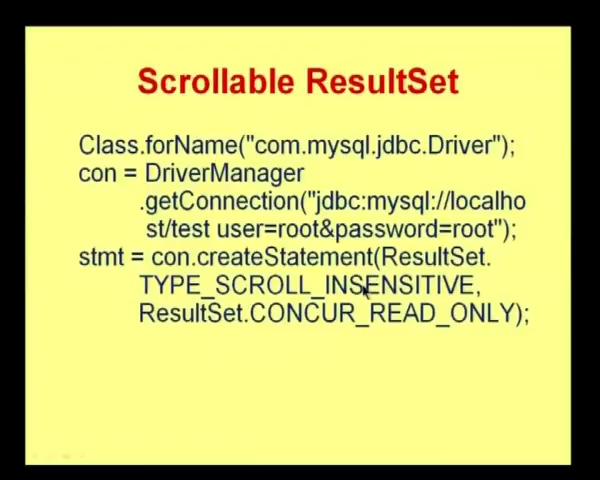 Scrollable ResultSet
Class.forName("com.mysql.jdbc.Driver");
con = DriverManager
.getConnection("jdbc:mysql://localho
st/test user=root&password=root");
stmt = con.createStatement(ResultSet.
TYPE_SCROLL_INSENSITIVE,
ResultSet.CONCUR_READ_ONLY);